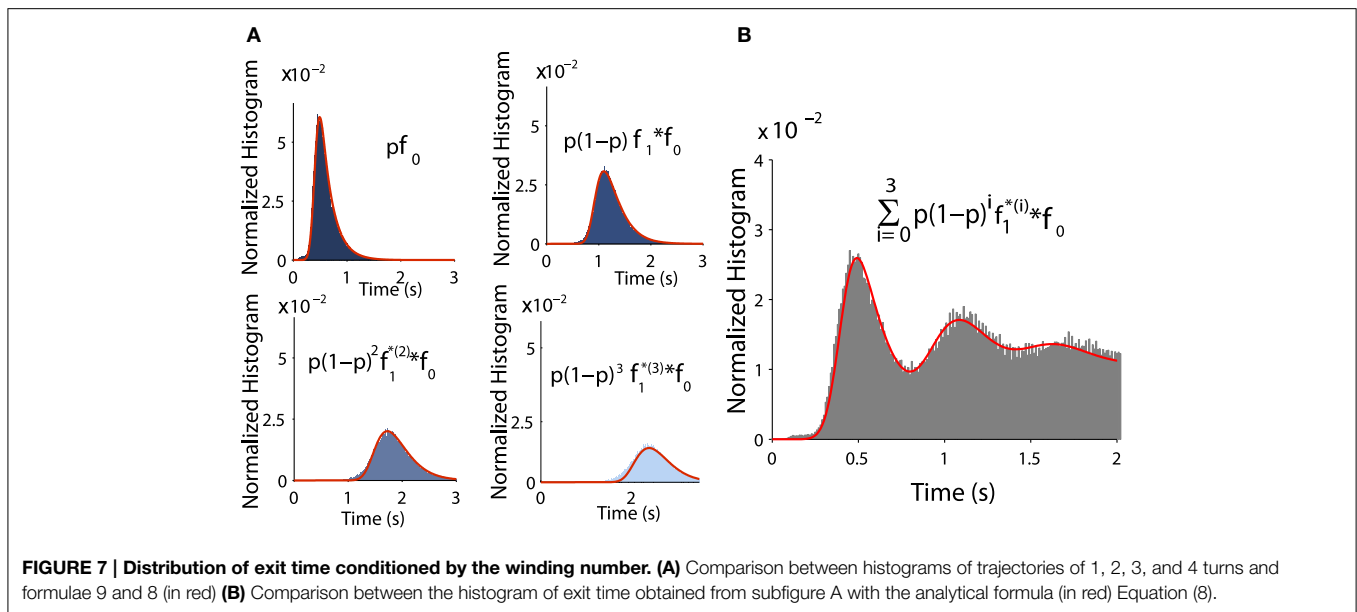 A
x10⁻²
Normalized Histogram
5
2.5
0
pf₀
0 1 2 3
Time (s)
x10⁻²
Normalized Histogram
5
2.5
0
p(1−p) f₁*f₀
0 1 2 3
Time (s)
x10⁻²
Normalized Histogram
5
2.5
0
p(1−p)²f₁*⁽²⁾*f₀
0 1 2 3
Time (s)
x10⁻²
Normalized Histogram
5
2.5
0
p(1−p)³ f₁*⁽³⁾*f₀
0 2
Time (s)
B
x 10⁻²
Normalized Histogram
4
3
2
1
0
3
∑ p(1−p)ⁱf₁*⁽ⁱ⁾*f₀
i= 0
0 0.5 1 1.5 2
Time (s)
FIGURE 7 | Distribution of exit time conditioned by the winding number. (A) Comparison between histograms of trajectories of 1, 2, 3, and 4 turns and
formulae 9 and 8 (in red) (B) Comparison between the histogram of exit time obtained from subfigure A with the analytical formula (in red) Equation (8).